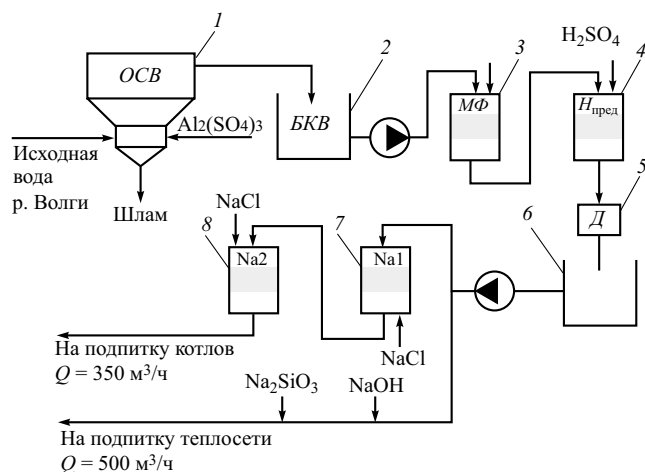 1
ОСВ
Al2(SO4)3
Исходная
вода
р. Волги
Шлам
2
БКВ
3
МФ
H2SO4
4
Нпред
5
Д
6
7
Na1
NaCl
8
Na2
NaCl
На подпитку котлов
Q = 350 м³/ч
Na2SiO3
NaOH
На подпитку теплосети
Q = 500 м³/ч